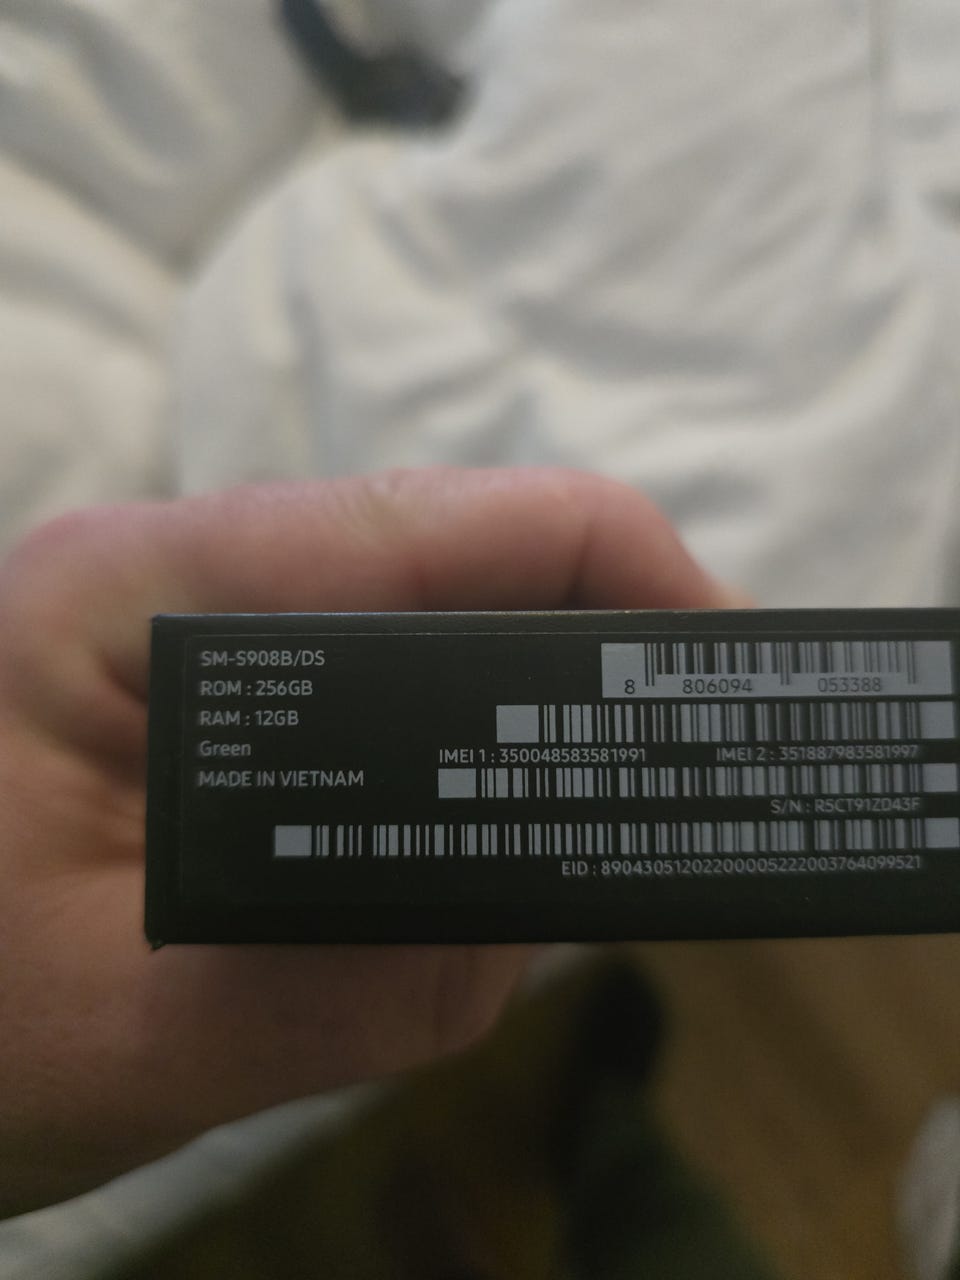 SM-S908B/DS
ROM : 256GB
RAM : 12GB
Green
MADE IN VIETNAM
8 806094 053388
IMEI 1 : 350048583581991 IMEI 2 : 351887983581997
S/N : R5CT91ZD43F
EID : 89043051202200005222003764099521